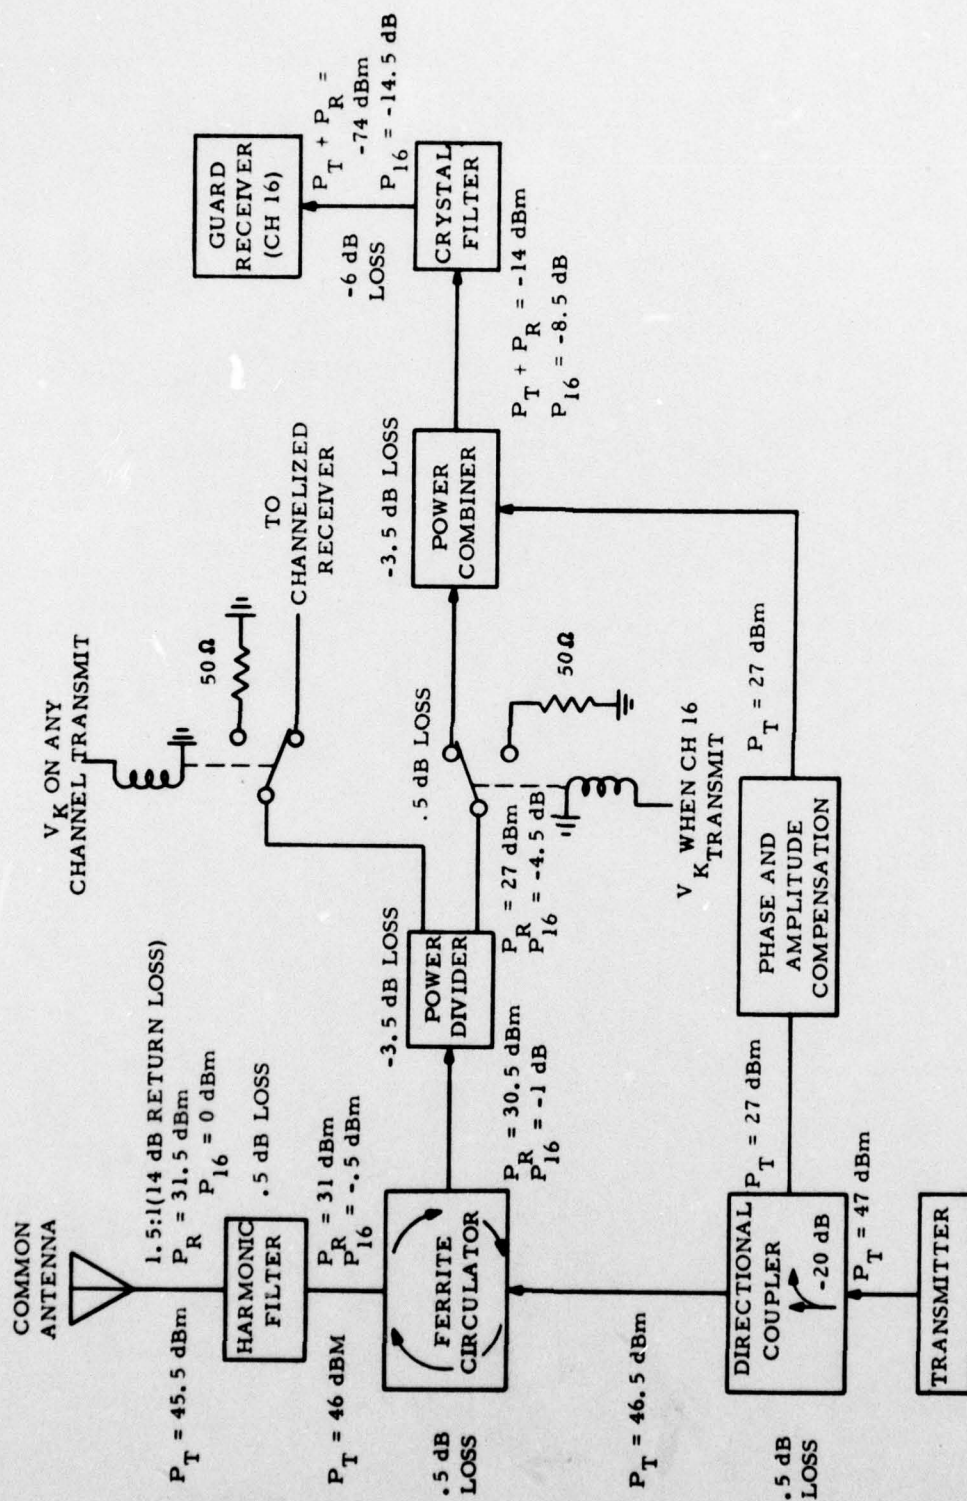 COMMON
ANTENNA
P_T = 45.5 dBm
1.5:1(14 dB RETURN LOSS)
P_R = 31.5 dBm
P_16 = 0 dBm
HARMONIC
FILTER
.5 dB LOSS
P_T = 46 dBM
P_R = 31 dBm
P_16 = -.5 dBm
.5 dB
LOSS
FERRITE
CIRCULATOR
P_R = 30.5 dBm
P_16 = -1 dB
P_T = 46.5 dBm
.5 dB
LOSS
DIRECTIONAL
COUPLER
-20 dB
P_T = 27 dBm
P_T = 47 dBm
TRANSMITTER
-3.5 dB LOSS
POWER
DIVIDER
P_R = 27 dBm
P_16 = -4.5 dB
V_K ON ANY
CHANNEL TRANSMIT
50Ω
TO
CHANNELIZED
RECEIVER
.5 dB LOSS
50Ω
V_K WHEN CH 16
TRANSMIT
PHASE AND
AMPLITUDE
COMPENSATION
P_T = 27 dBm
-3.5 dB LOSS
POWER
COMBINER
P_T + P_R = -14 dBm
P_16 = -8.5 dB
CRYSTAL
FILTER
-6 dB
LOSS
P_T + P_R =
-74 dBm
P_16 = -14.5 dB
GUARD
RECEIVER
(CH 16)